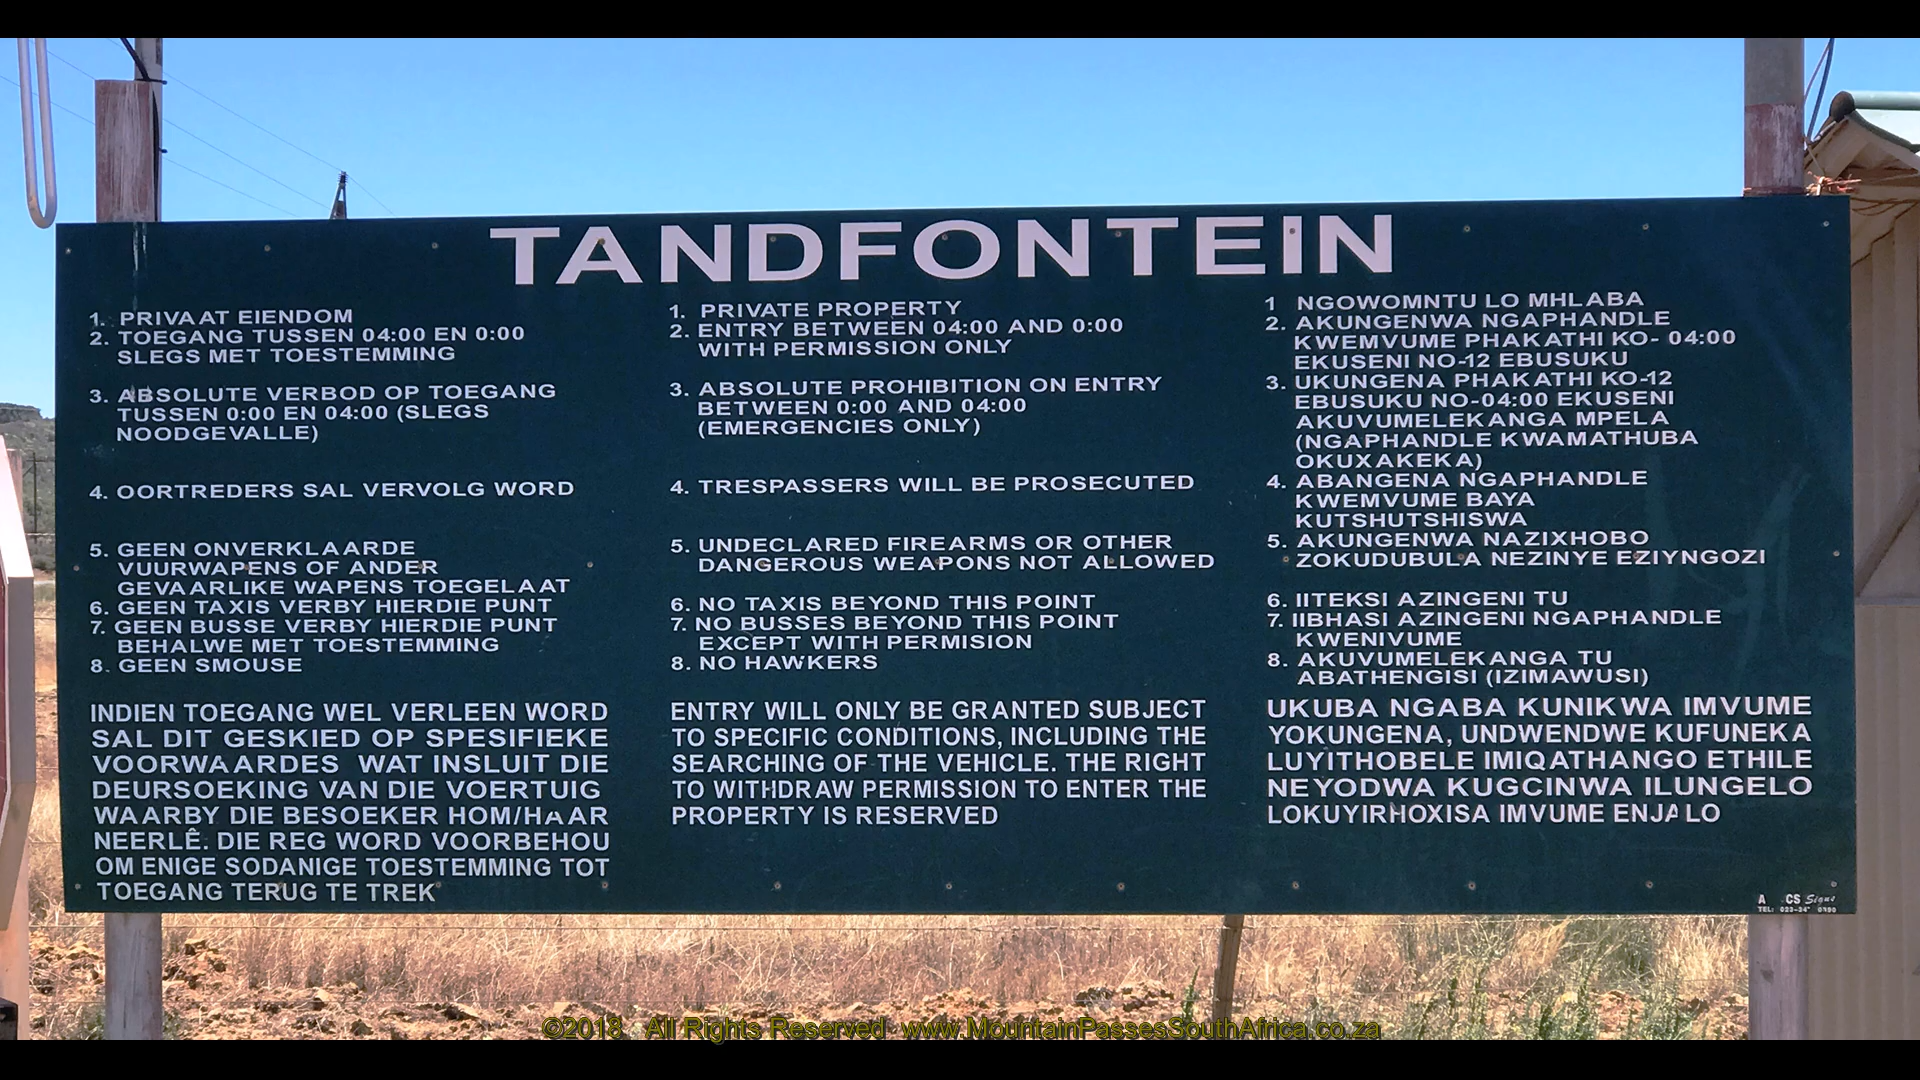 TANDFONTEIN
1. PRIVAAT EIENDOM
2. TOEGANG TUSSEN 04:00 EN 0:00
SLEGS MET TOESTEMMING
3. ABSOLUTE VERBOD OP TOEGANG
TUSSEN 0:00 EN 04:00 (SLEGS
NOODGEVALLE)
4. OORTREDERS SAL VERVOLG WORD
5. GEEN ONVERKLAARDE
VUURWAPENS OF ANDER
GEVAARLIKE WAPENS TOEGELAAT
6. GEEN TAXIS VERBY HIERDIE PUNT
7. GEEN BUSSE VERBY HIERDIE PUNT
BEHALWE MET TOESTEMMING
8. GEEN SMOUSE
INDIEN TOEGANG WEL VERLEEN WORD
SAL DIT GESKIED OP SPESIFIEKE
VOORWAARDES WAT INSLUIT DIE
DEURSOEKING VAN DIE VOERTUIG
WAARBY DIE BESOEKER HOM/HAAR
NEERLÊ. DIE REG WORD VOORBEHOU
OM ENIGE SODANIGE TOESTEMMING TOT
TOEGANG TERUG TE TREK
1. PRIVATE PROPERTY
2. ENTRY BETWEEN 04:00 AND 0:00
WITH PERMISSION ONLY
3. ABSOLUTE PROHIBITION ON ENTRY
BETWEEN 0:00 AND 04:00
(EMERGENCIES ONLY)
4. TRESPASSERS WILL BE PROSECUTED
5. UNDECLARED FIREARMS OR OTHER
DANGEROUS WEAPONS NOT ALLOWED
6. NO TAXIS BEYOND THIS POINT
7. NO BUSSES BEYOND THIS POINT
EXCEPT WITH PERMISION
8. NO HAWKERS
ENTRY WILL ONLY BE GRANTED SUBJECT
TO SPECIFIC CONDITIONS, INCLUDING THE
SEARCHING OF THE VEHICLE. THE RIGHT
TO WITHDRAW PERMISSION TO ENTER THE
PROPERTY IS RESERVED
1 NGOWOMNTU LO MHLABA
2. AKUNGENWA NGAPHANDLE
KWEMVUME PHAKATHI KO- 04:00
EKUSENI NO-12 EBUSUKU
3. UKUNGENA PHAKATHI KO-12
EBUSUKU NO-04:00 EKUSENI
AKUVUMELEKANGA MPELA
(NGAPHANDLE KWAMATHUBA
OKUXAKEKA)
4. ABANGENA NGAPHANDLE
KWEMVUME BAYA
KUTSHUTSHISWA
5. AKUNGENWA NAZIXHOBO
ZOKUDUBULA NEZINYE EZIYNGOZI
6. IITEKSI AZINGENI TU
7. IIBHASI AZINGENI NGAPHANDLE
KWENIVUME
8. AKUVUMELEKANGA TU
ABATHENGISI (IZIMAWUSI)
UKUBA NGABA KUNIKWA IMVUME
YOKUNGENA, UNDWENDWE KUFUNEKA
LUYITHOBELE IMIQATHANGO ETHILE
NEYODWA KUGCINWA ILUNGELO
LOKUYIRHOXISA IMVUME ENJALO
CS Signs
TEL:
©2018 All Rights Reserved www.MountainPassesSouthAfrica.co.za